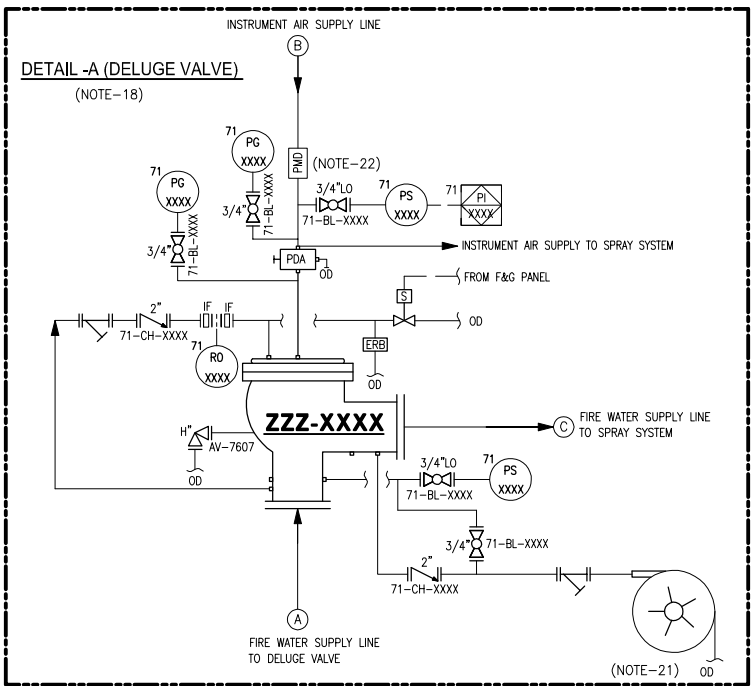 INSTRUMENT AIR SUPPLY LINE
B
DETAIL -A (DELUGE VALVE)
(NOTE-18)
71
PG
XXXX
PMD
(NOTE-22)
71
PG
XXXX
3/4"
71-BL-XXXX
3/4"LO
71-BL-XXXX
71
PS
XXXX
71
PI
XXXX
3/4"
71-BL-XXXX
INSTRUMENT AIR SUPPLY TO SPRAY SYSTEM
PDA
OD
FROM F&G PANEL
S
2"
71-CH-XXXX
IF
IF
OD
71
RO
XXXX
ERB
OD
ZZZ-XXXX
C
FIRE WATER SUPPLY LINE
TO SPRAY SYSTEM
H"
AV-7607
OD
3/4"LO
71-BL-XXXX
71
PS
XXXX
3/4"
71-BL-XXXX
2"
71-CH-XXXX
A
FIRE WATER SUPPLY LINE
TO DELUGE VALVE
(NOTE-21)
OD